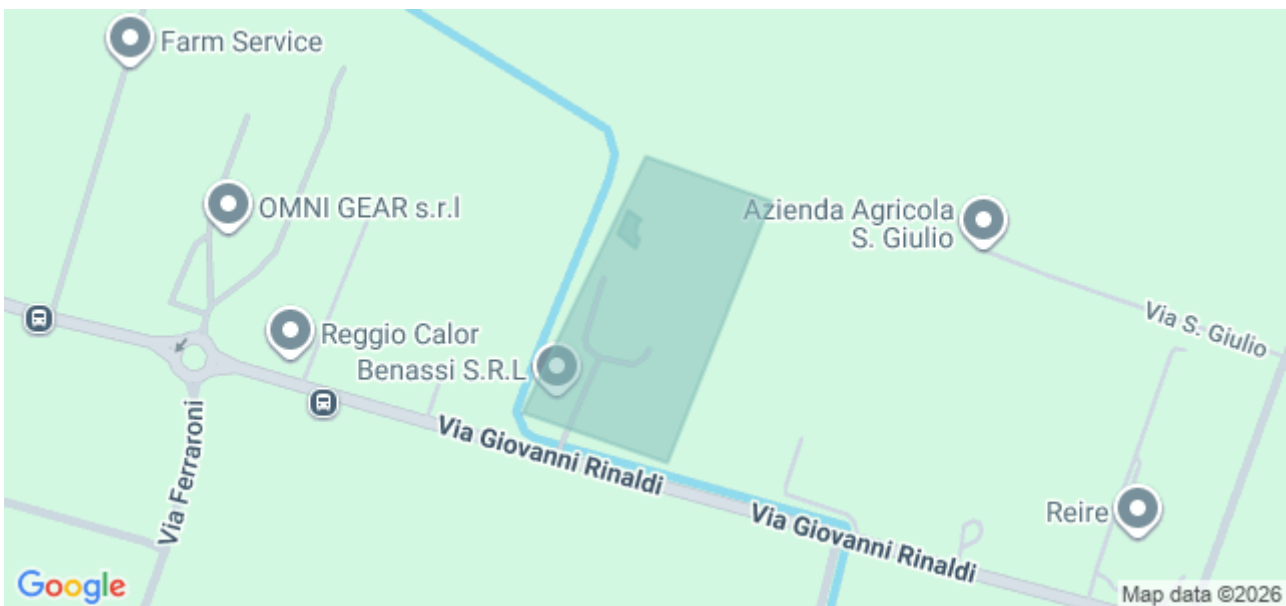 Farm Service
OMNI GEAR s.r.l
Azienda Agricola
S. Giulio
Via S. Giulio
Reggio Calor
Benassi S.R.L
Via Ferraroni
Via Giovanni Rinaldi
Via Giovanni Rinaldi
Reire
Google
Map data ©2026